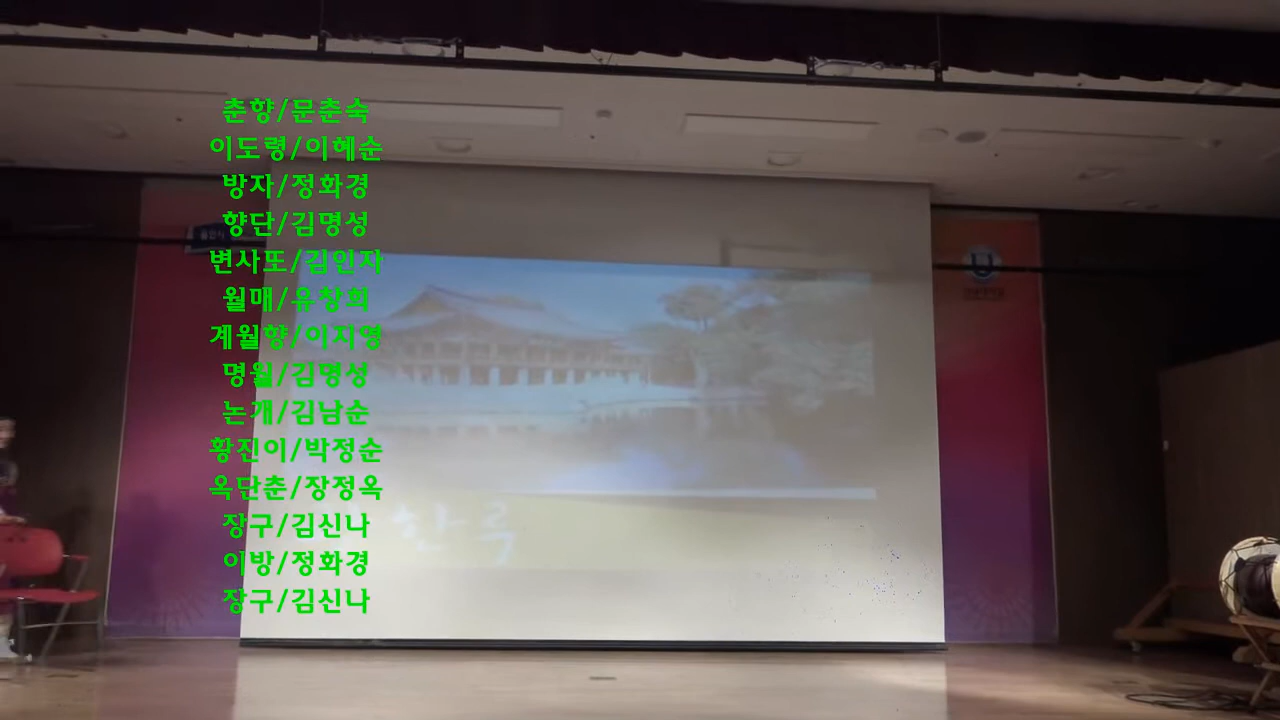 춘향/문춘숙
이도령/이혜순
방자/정화경
향단/김명성
변사또/김인자
월매/유창희
계월향/이지영
명월/김명성
논개/김남순
황진이/박정순
옥단춘/장정옥
장구/김신나
이방/정화경
장구/김신나
한루